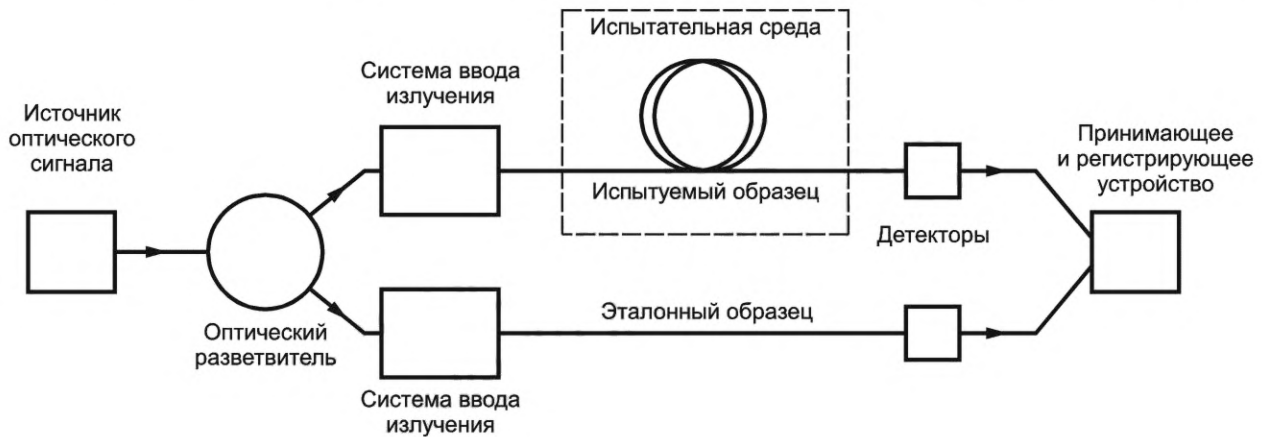 Источник
оптического
сигнала
Оптический
разветвитель
Система ввода
излучения
Система ввода
излучения
Испытательная среда
Испытуемый образец
Эталонный образец
Детекторы
Принимающее
и регистрирующее
устройство